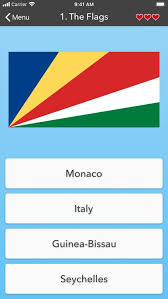 Carrier
9:41 AM
Menu
1. The Flags
Monaco
Italy
Guinea-Bissau
Seychelles